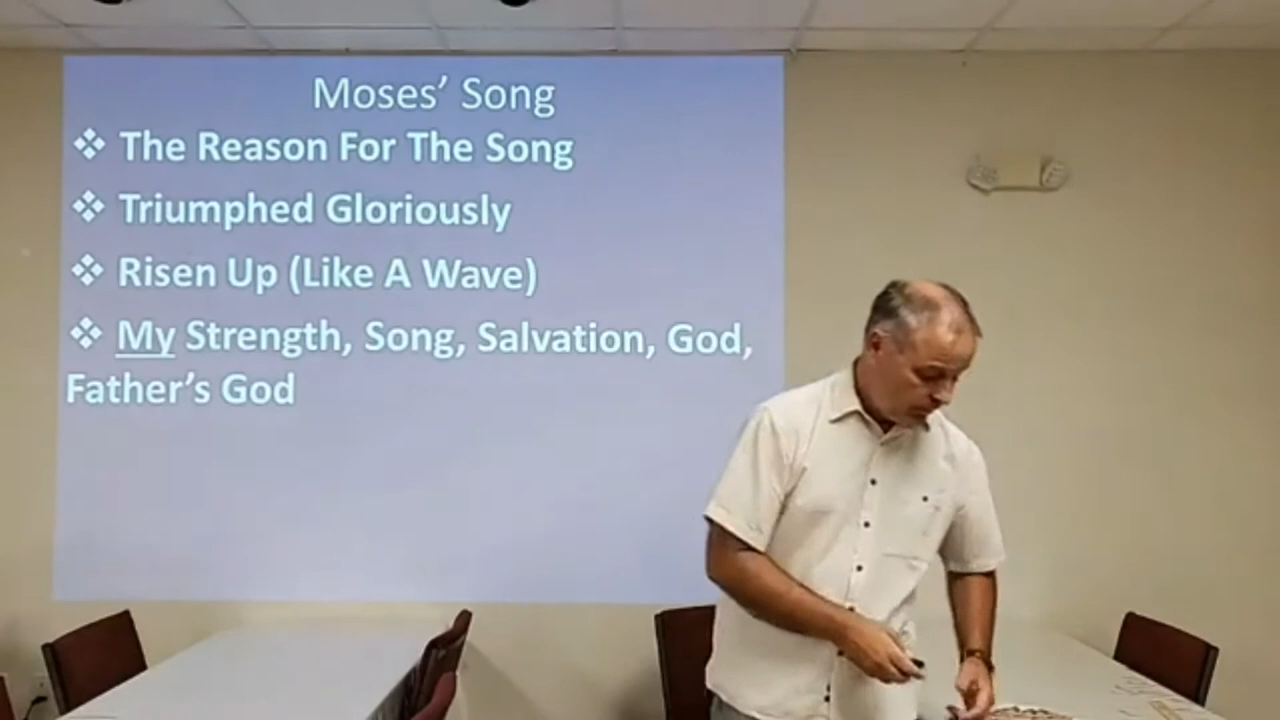 Moses’ Song
❖ The Reason For The Song
❖ Triumphed Gloriously
❖ Risen Up (Like A Wave)
❖ My Strength, Song, Salvation, God,
Father’s God